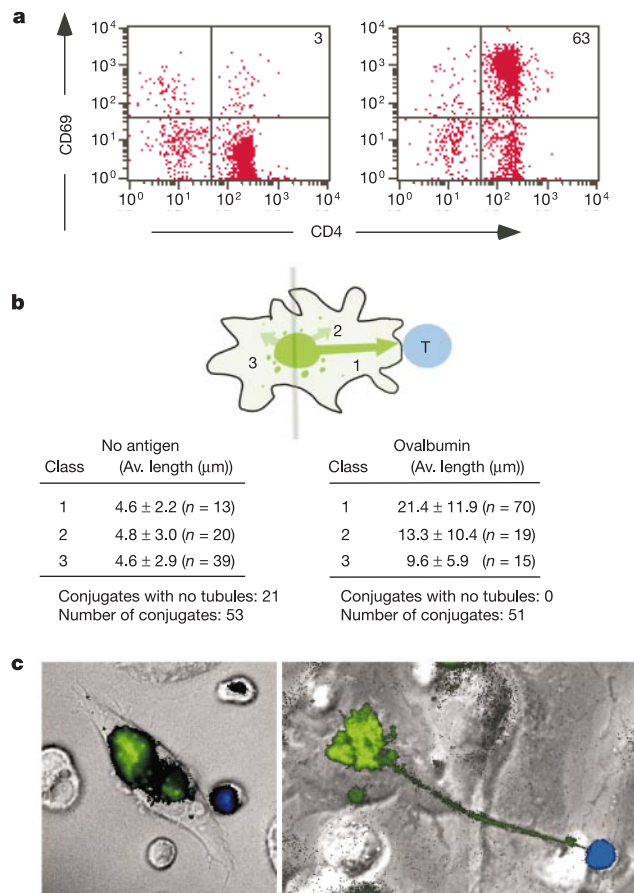 a
3
63
10⁴
10³
10²
10¹
10⁰
10⁰ 10¹ 10² 10³ 10⁴
10⁴
10³
10²
10¹
10⁰
10⁰ 10¹ 10² 10³ 10⁴
CD69
CD4
b
2
3
1
T
No antigen
Class (Av. length (μm))
1 4.6 ± 2.2 (n = 13)
2 4.8 ± 3.0 (n = 20)
3 4.6 ± 2.9 (n = 39)
Conjugates with no tubules: 21
Number of conjugates: 53
Ovalbumin
Class (Av. length (μm))
1 21.4 ± 11.9 (n = 70)
2 13.3 ± 10.4 (n = 19)
3 9.6 ± 5.9 (n = 15)
Conjugates with no tubules: 0
Number of conjugates: 51
c